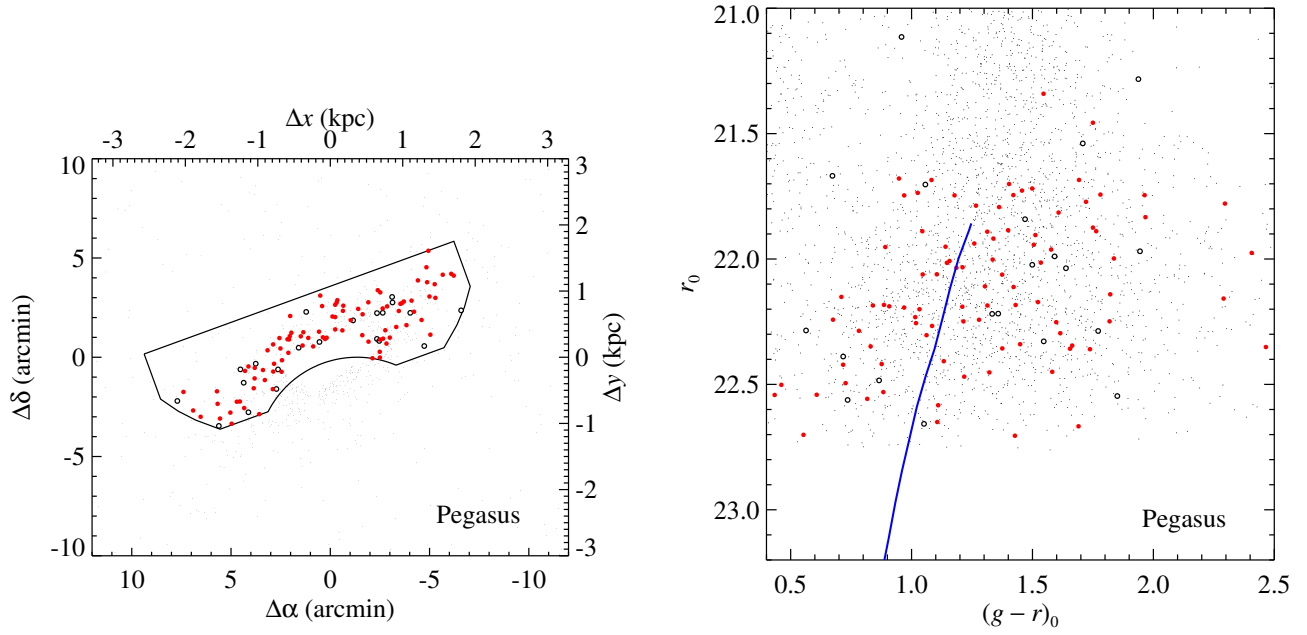 Δx (kpc)
-3 -2 -1 0 1 2 3
10
5
0
-5
-10
Δδ (arcmin)
3
2
1
0
-1
-2
-3
Δy (kpc)
Pegasus
10 5 0 -5 -10
Δα (arcmin)
21.0
21.5
22.0
22.5
23.0
r₀
Pegasus
0.5 1.0 1.5 2.0 2.5
(g − r)₀